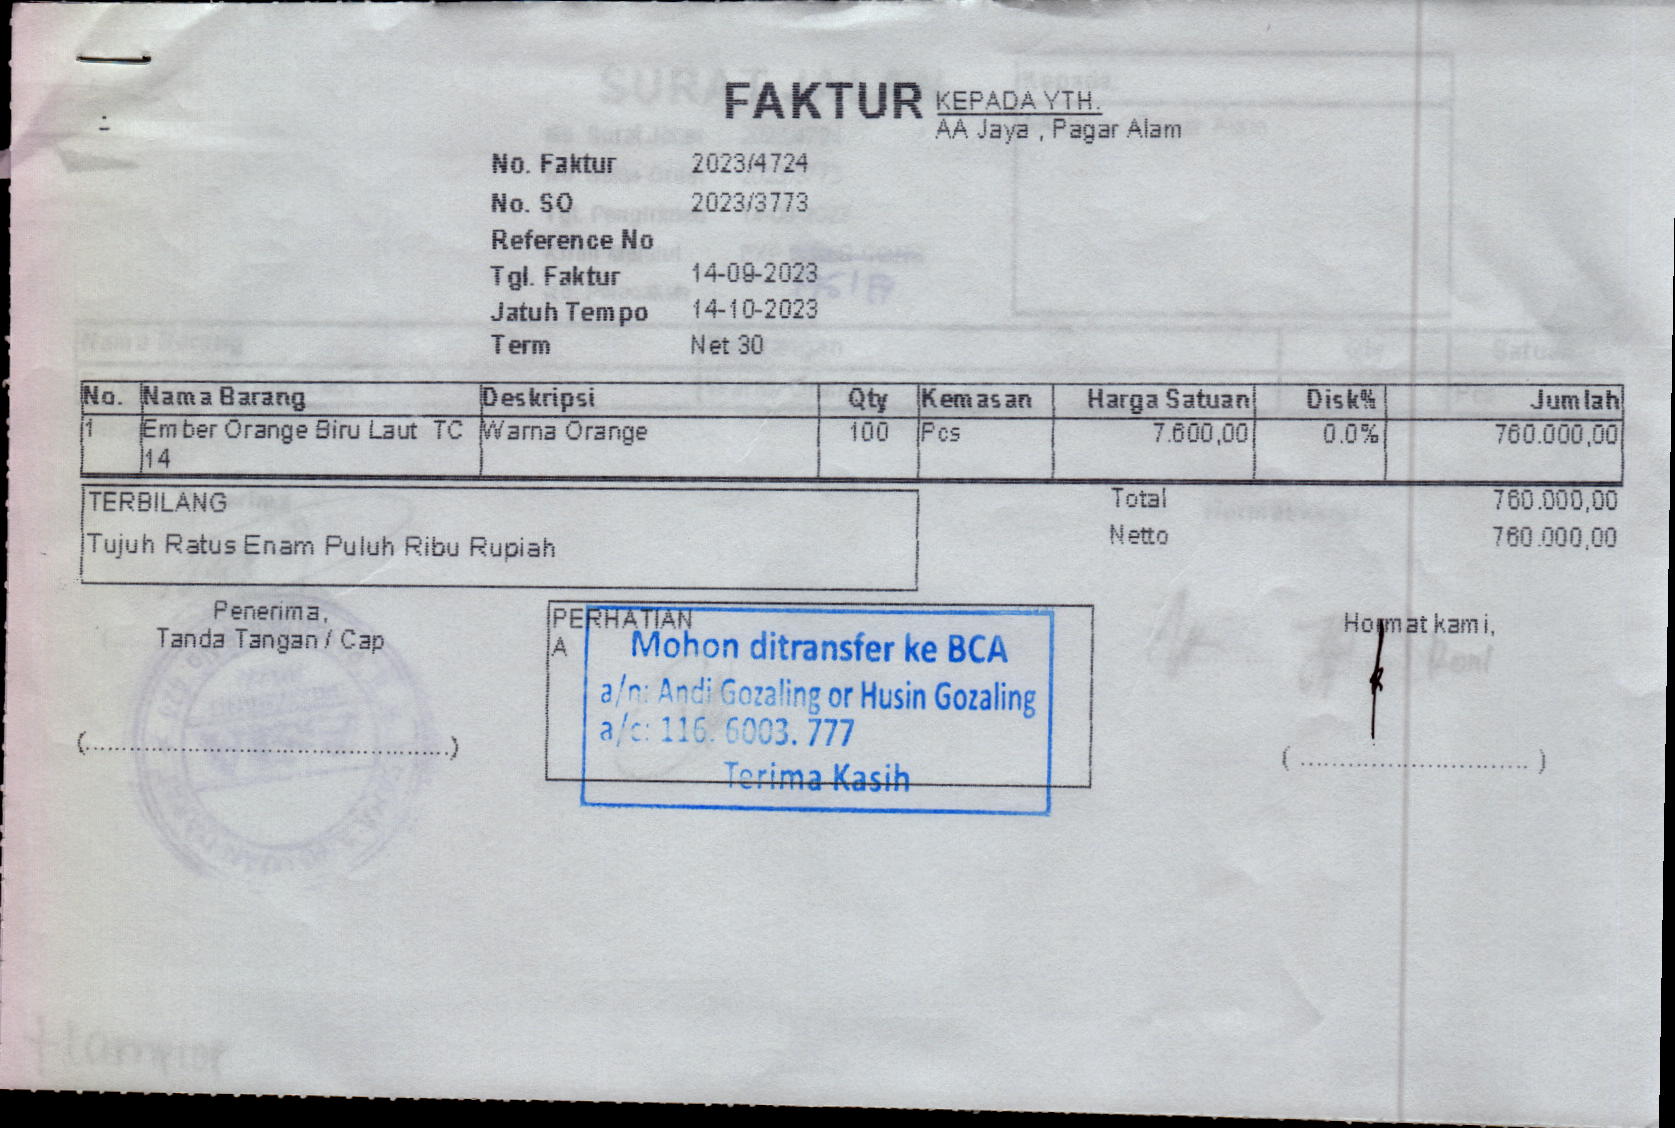 FAKTUR
KEPADA YTH.
AA Jaya , Pagar Alam
No. Faktur 2023/4724
No. SO 2023/3773
Reference No
Tgl. Faktur 14-09-2023
Jatuh Tempo 14-10-2023
Term Net 30
No. Nama Barang Deskripsi Qty Kemasan Harga Satuan Disk% Jumlah
1 Ember Orange Biru Laut TC Warna Orange 100 Pcs 7.600,00 0.0% 760.000,00
14
TERBILANG
Tujuh Ratus Enam Puluh Ribu Rupiah
Total 760.000,00
Netto 760.000,00
Penerima,
Tanda Tangan / Cap
(................................................)
PERHATIAN
A
Mohon ditransfer ke BCA
a/n: Andi Gozaling or Husin Gozaling
a/c: 116. 6003. 777
Terima Kasih
Hormat kami,
( .............................. )